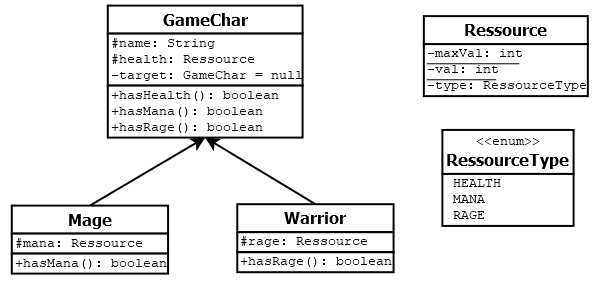 GameChar
#name: String
#health: Ressource
-target: GameChar = null
+hasHealth(): boolean
+hasMana(): boolean
+hasRage(): boolean
Ressource
-maxVal: int
-val: int
-type: RessourceType
<<enum>>
RessourceType
HEALTH
MANA
RAGE
Mage
#mana: Ressource
+hasMana(): boolean
Warrior
#rage: Ressource
+hasRage(): boolean